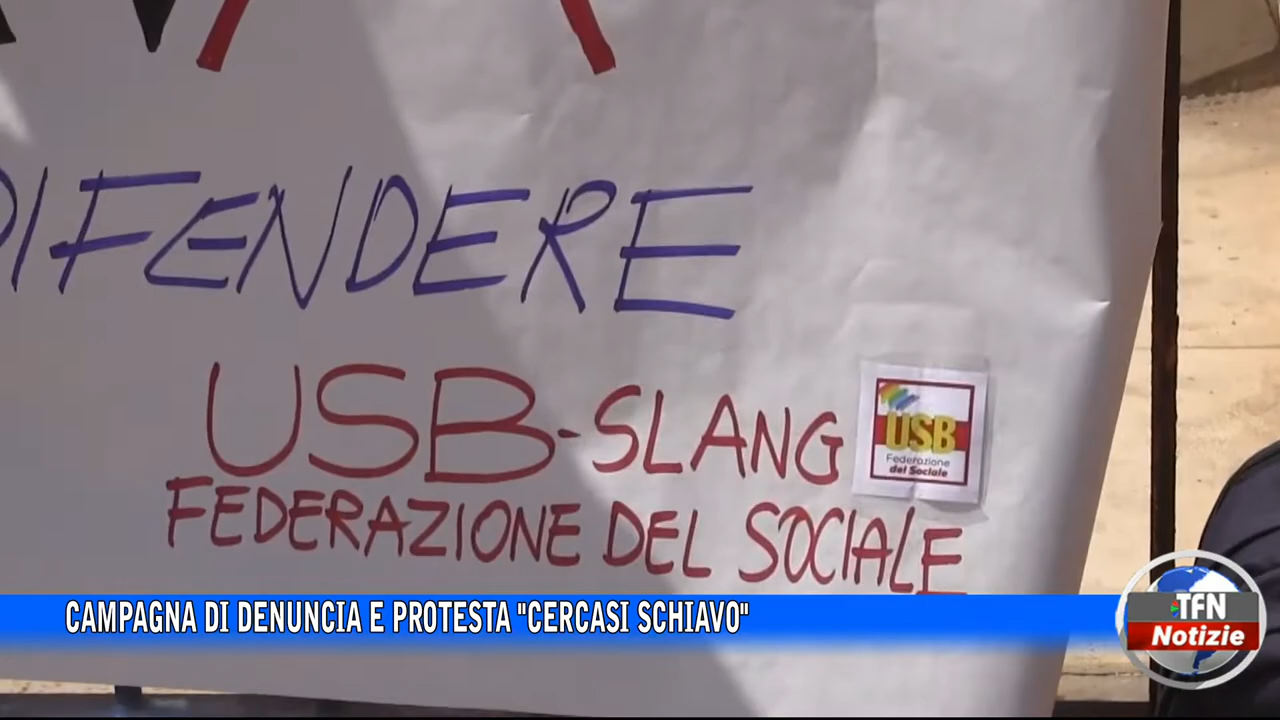 DIFENDERE
USB-SLANG
USB
Federazione
del Sociale
FEDERAZIONE DEL SOCIALE
CAMPAGNA DI DENUNCIA E PROTESTA "CERCASI SCHIAVO"
TFN
Notizie